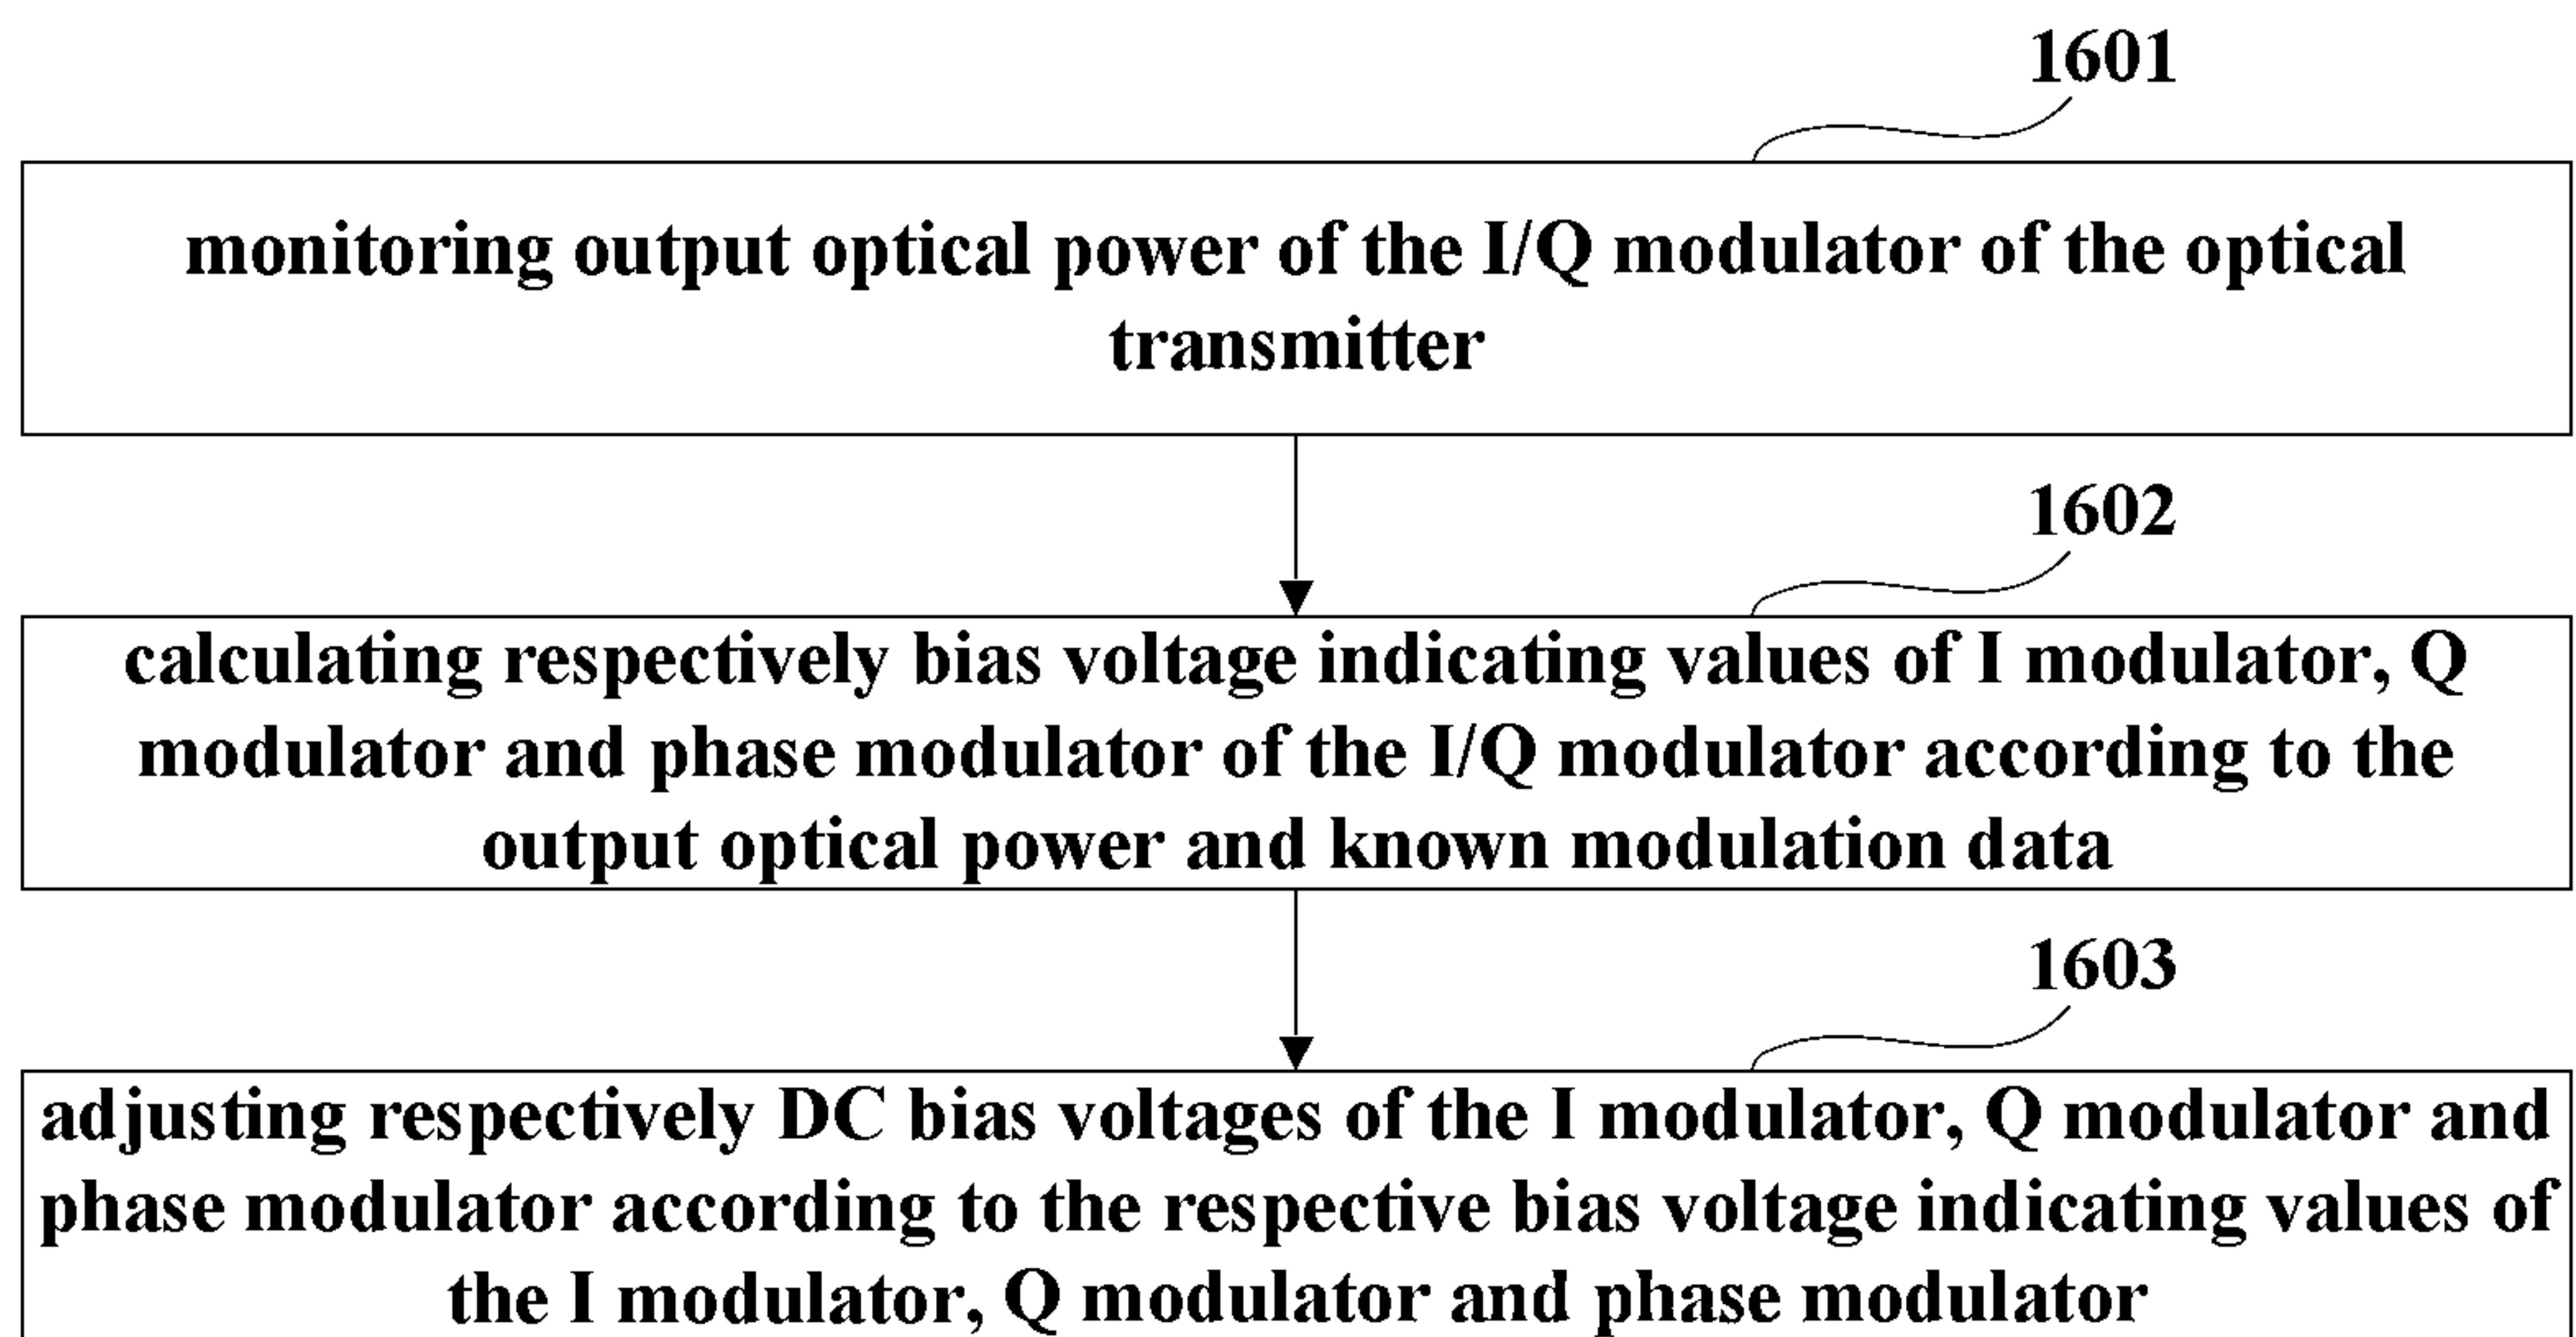 1601
monitoring output optical power of the I/Q modulator of the optical
transmitter
1602
calculating respectively bias voltage indicating values of I modulator, Q
modulator and phase modulator of the I/Q modulator according to the
output optical power and known modulation data
1603
adjusting respectively DC bias voltages of the I modulator, Q modulator and
phase modulator according to the respective bias voltage indicating values of
the I modulator, Q modulator and phase modulator